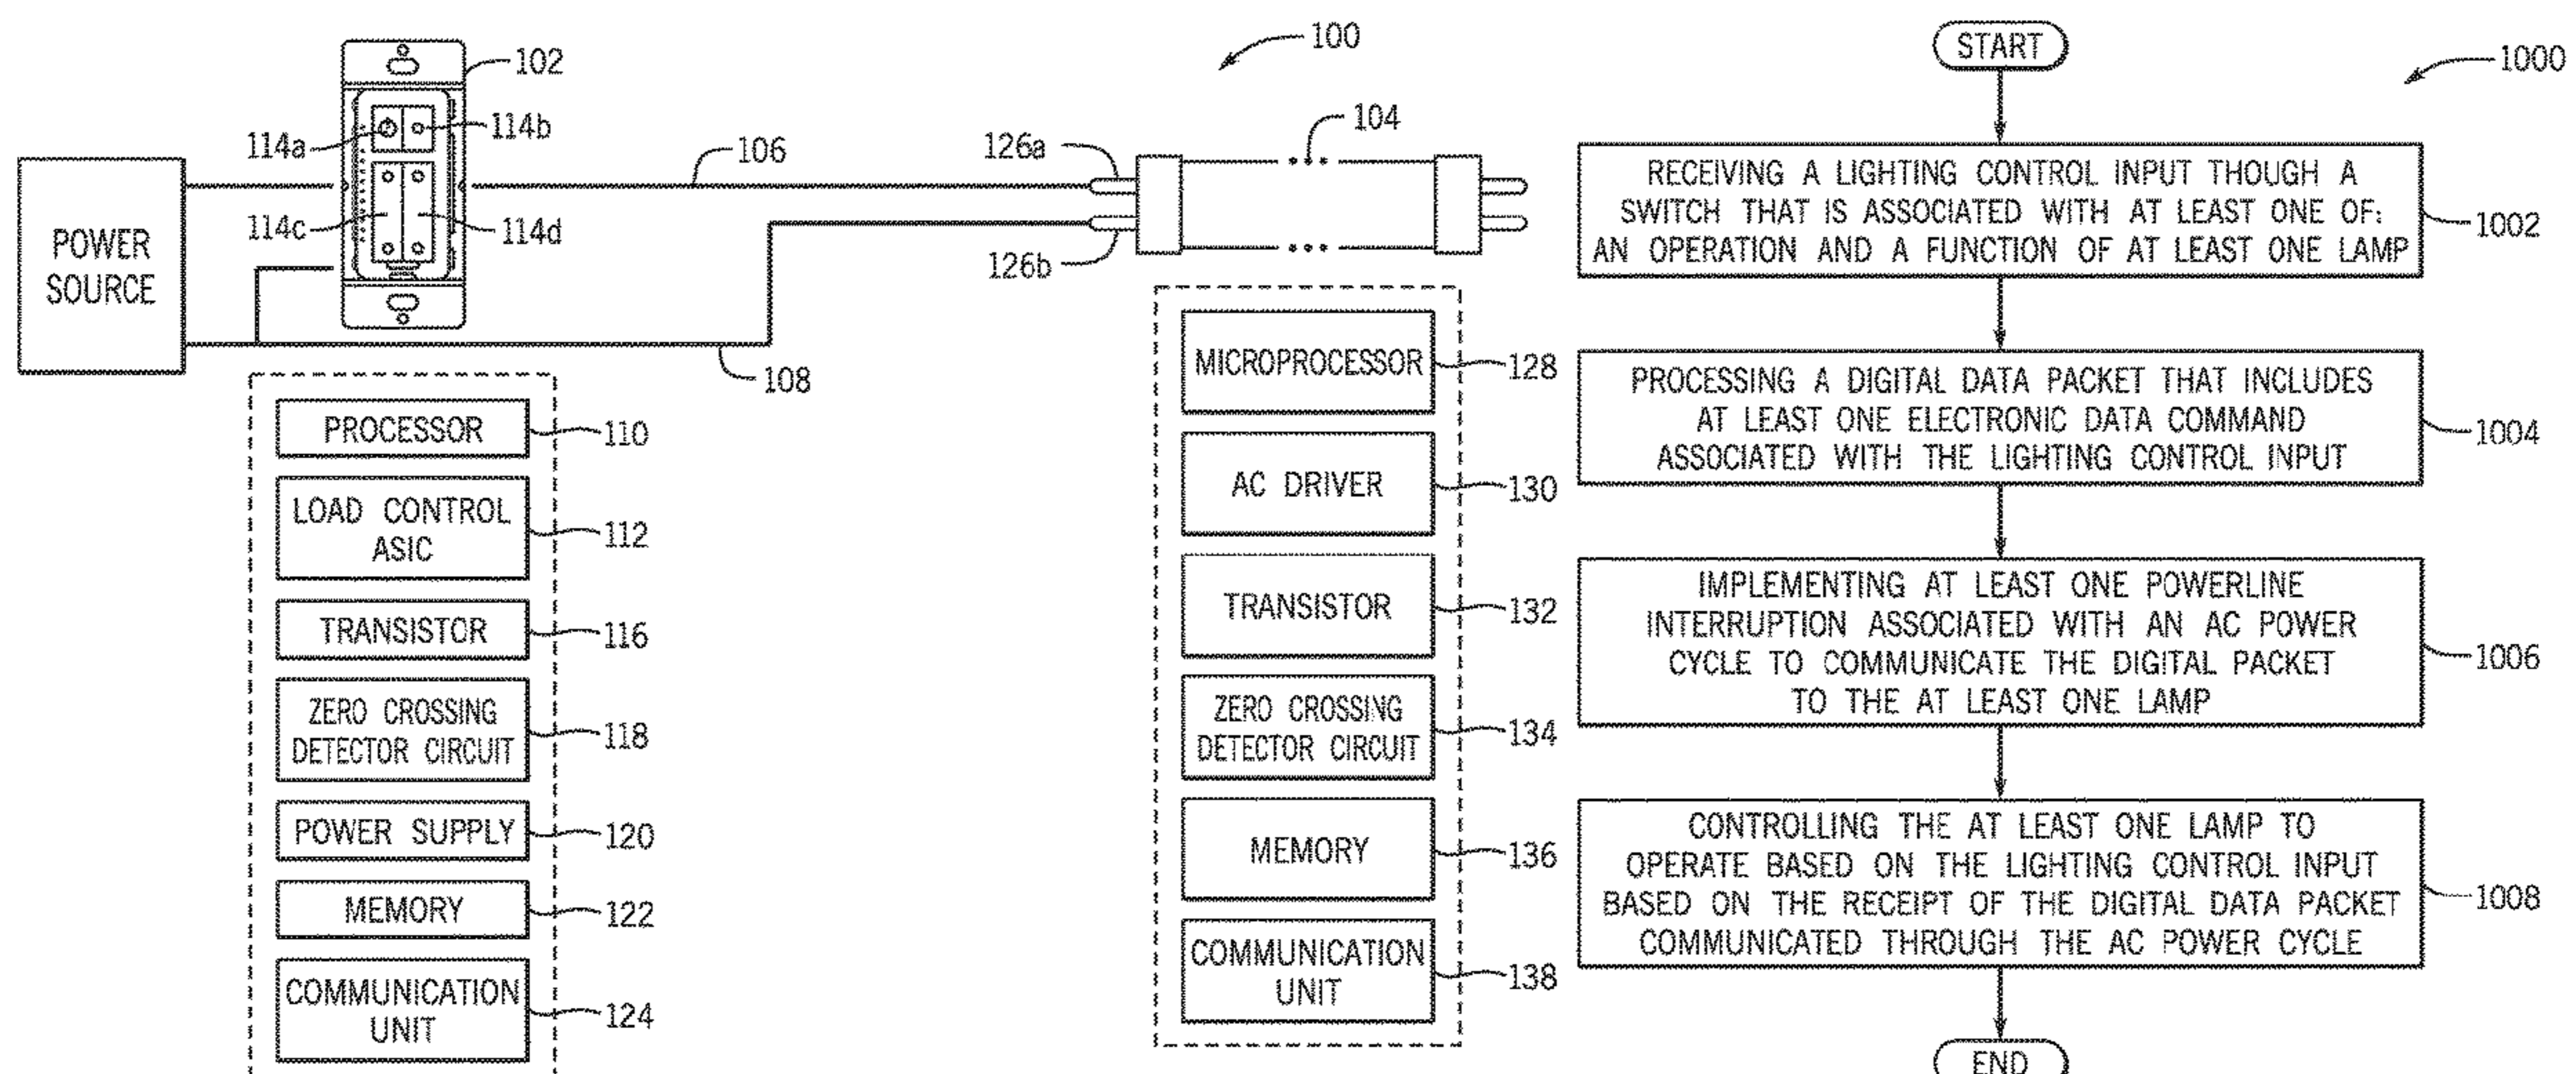 100
102
114a
114b
114c
114d
106
108
POWER
SOURCE
126a
126b
104
PROCESSOR
110
LOAD CONTROL
ASIC
112
TRANSISTOR
116
ZERO CROSSING
DETECTOR CIRCUIT
118
POWER SUPPLY
120
MEMORY
122
COMMUNICATION
UNIT
124
MICROPROCESSOR
128
AC DRIVER
130
TRANSISTOR
132
ZERO CROSSING
DETECTOR CIRCUIT
134
MEMORY
136
COMMUNICATION
UNIT
138
START
1000
RECEIVING A LIGHTING CONTROL INPUT THOUGH A
SWITCH THAT IS ASSOCIATED WITH AT LEAST ONE OF:
AN OPERATION AND A FUNCTION OF AT LEAST ONE LAMP
1002
PROCESSING A DIGITAL DATA PACKET THAT INCLUDES
AT LEAST ONE ELECTRONIC DATA COMMAND
ASSOCIATED WITH THE LIGHTING CONTROL INPUT
1004
IMPLEMENTING AT LEAST ONE POWERLINE
INTERRUPTION ASSOCIATED WITH AN AC POWER
CYCLE TO COMMUNICATE THE DIGITAL PACKET
TO THE AT LEAST ONE LAMP
1006
CONTROLLING THE AT LEAST ONE LAMP TO
OPERATE BASED ON THE LIGHTING CONTROL INPUT
BASED ON THE RECEIPT OF THE DIGITAL DATA PACKET
COMMUNICATED THROUGH THE AC POWER CYCLE
1008
END